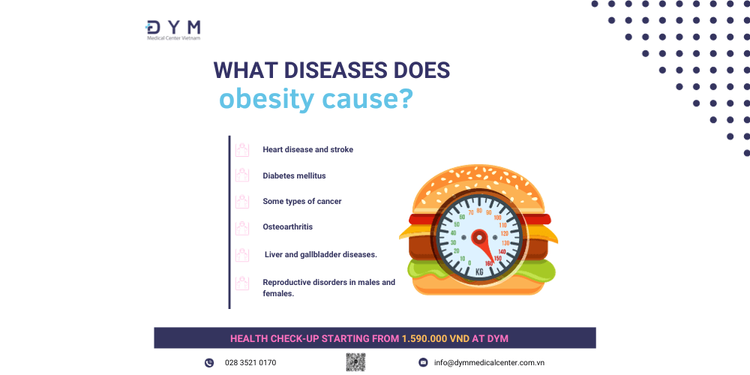 DYM
Medical Center Vietnam
WHAT DISEASES DOES
obesity cause?
Heart disease and stroke
Diabetes mellitus
Some types of cancer
Osteoarthritis
Liver and gallbladder diseases.
Reproductive disorders in males and
females.
0
10
20
30
40
50
60
70
80
90
100
110
120
130
140
150
160
KG
HEALTH CHECK-UP STARTING FROM 1.590.000 VND AT DYM
028 3521 0170
info@dymmedicalcenter.com.vn